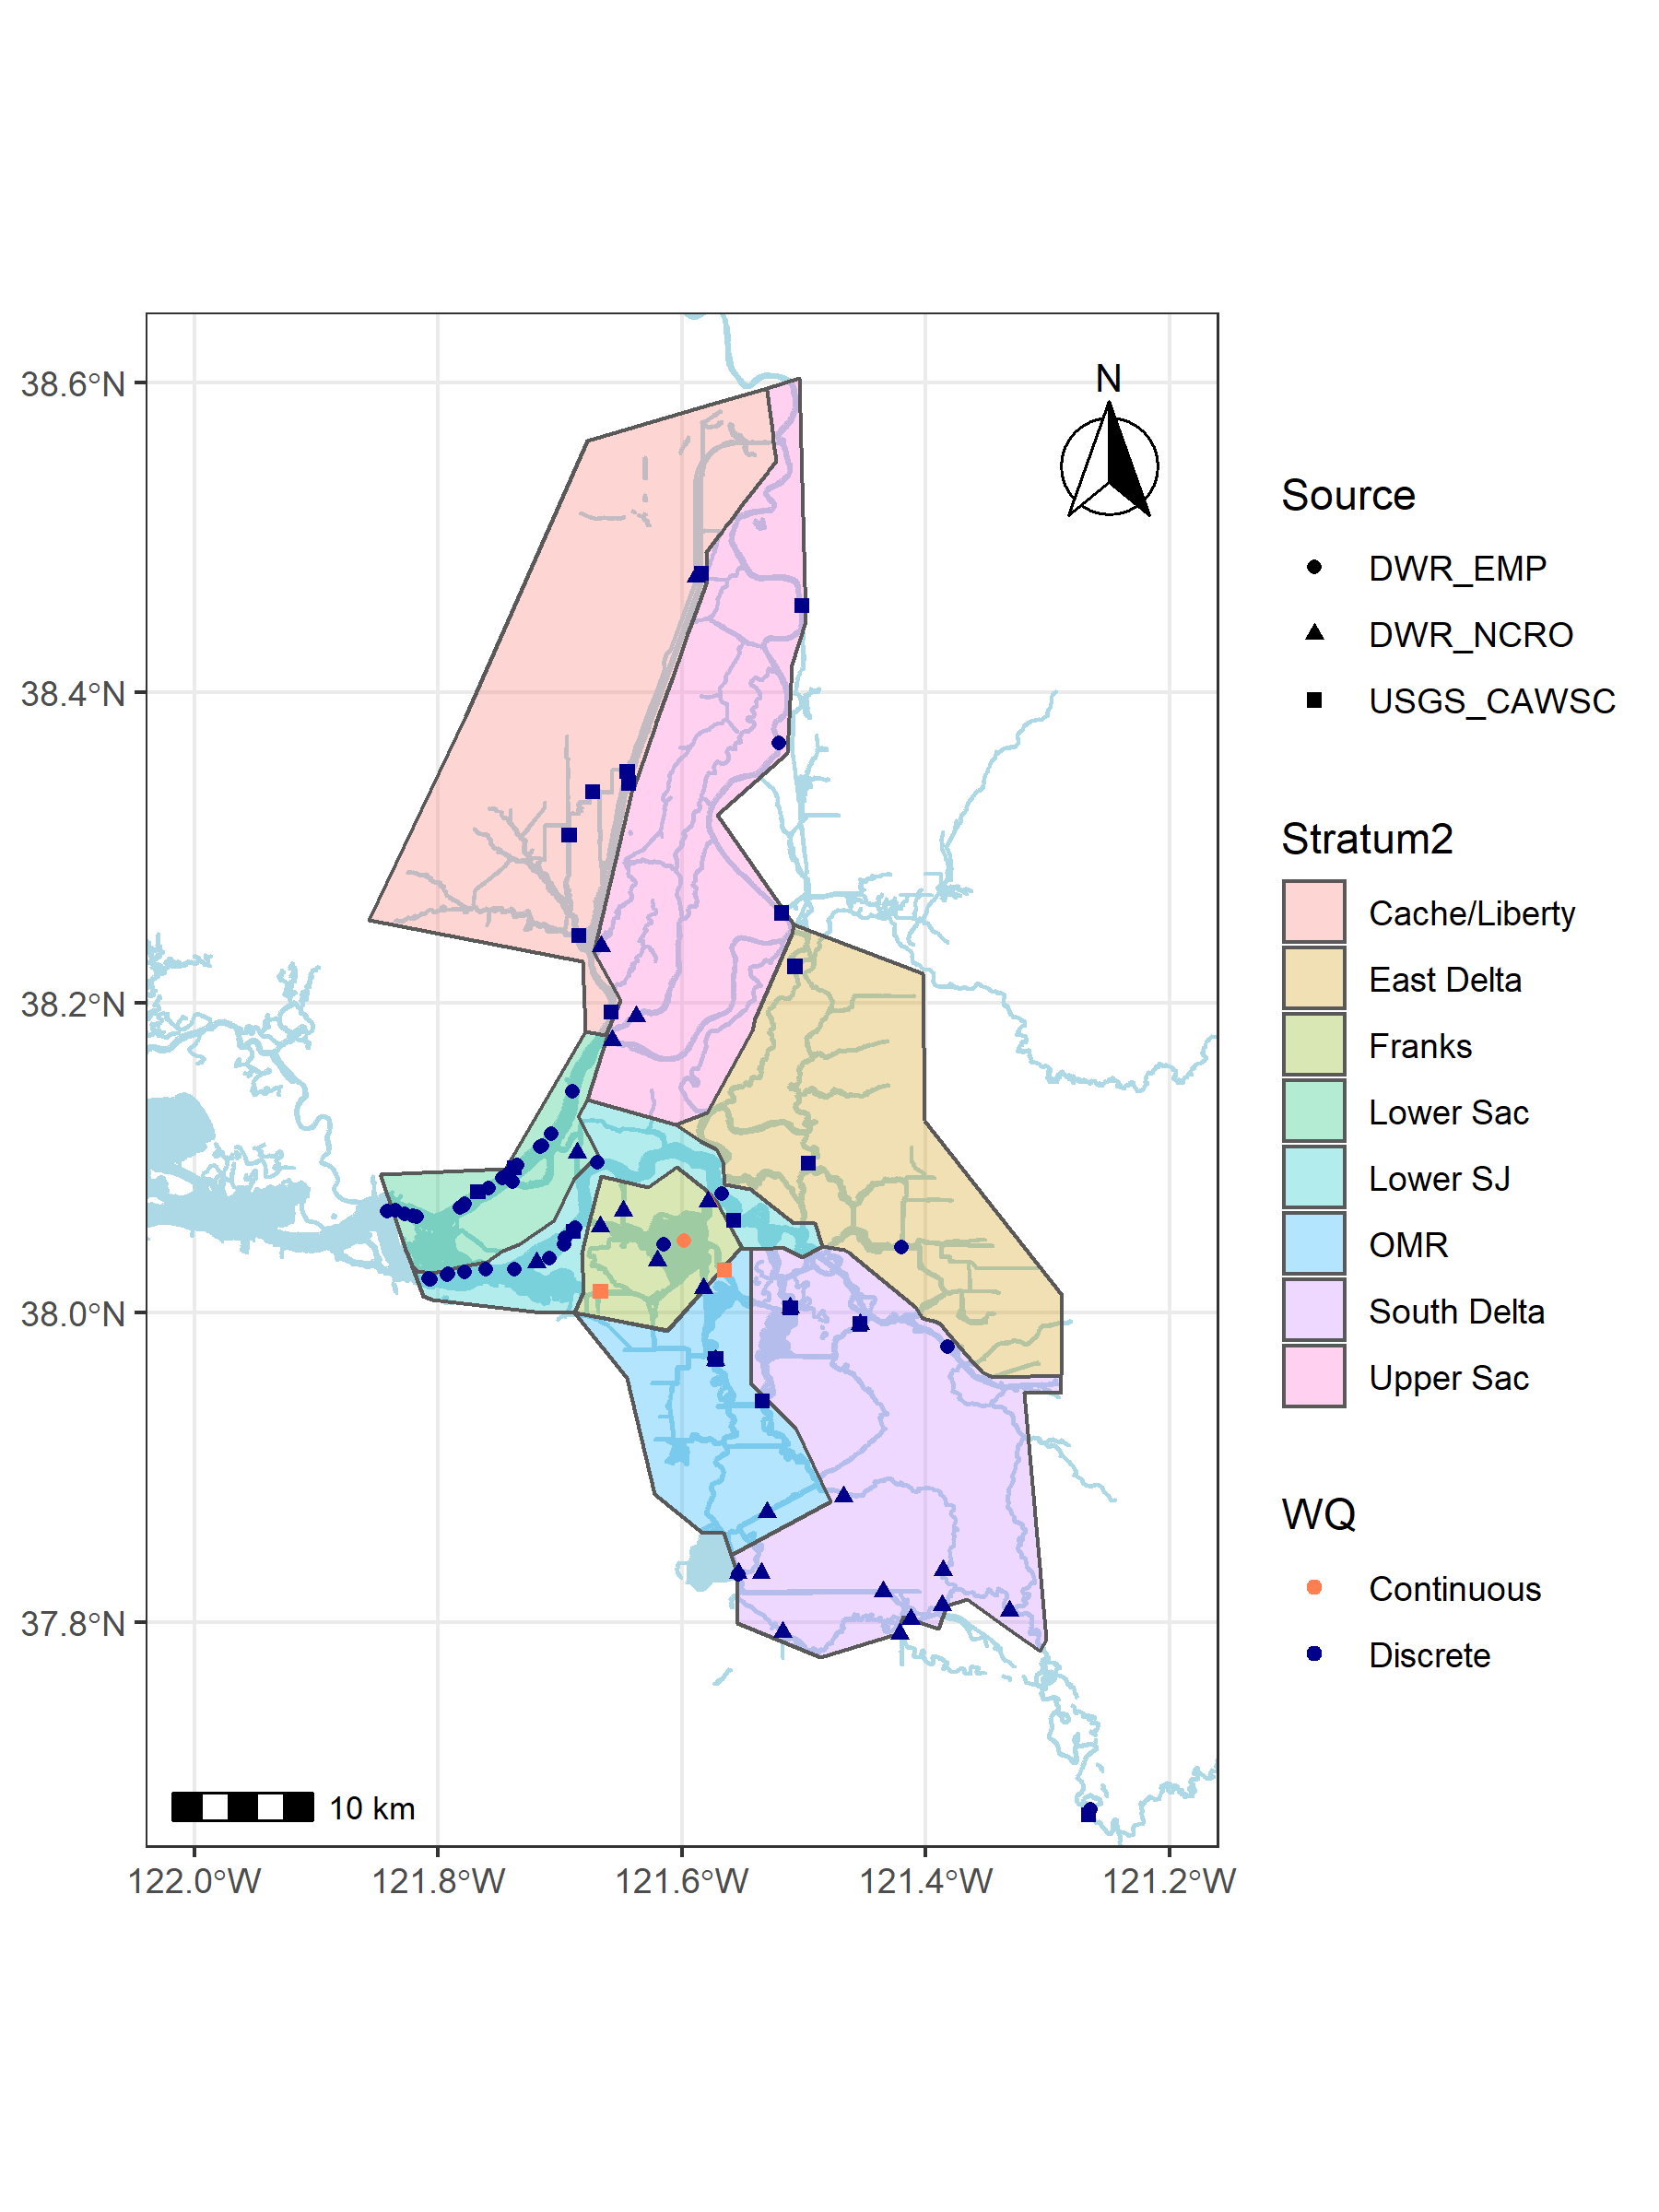 38.6°N
38.4°N
38.2°N
38.0°N
37.8°N
122.0°W
121.8°W
121.6°W
121.4°W
121.2°W
N
10 km
Source
DWR_EMP
DWR_NCRO
USGS_CAWSC
Stratum2
Cache/Liberty
East Delta
Franks
Lower Sac
Lower SJ
OMR
South Delta
Upper Sac
WQ
Continuous
Discrete